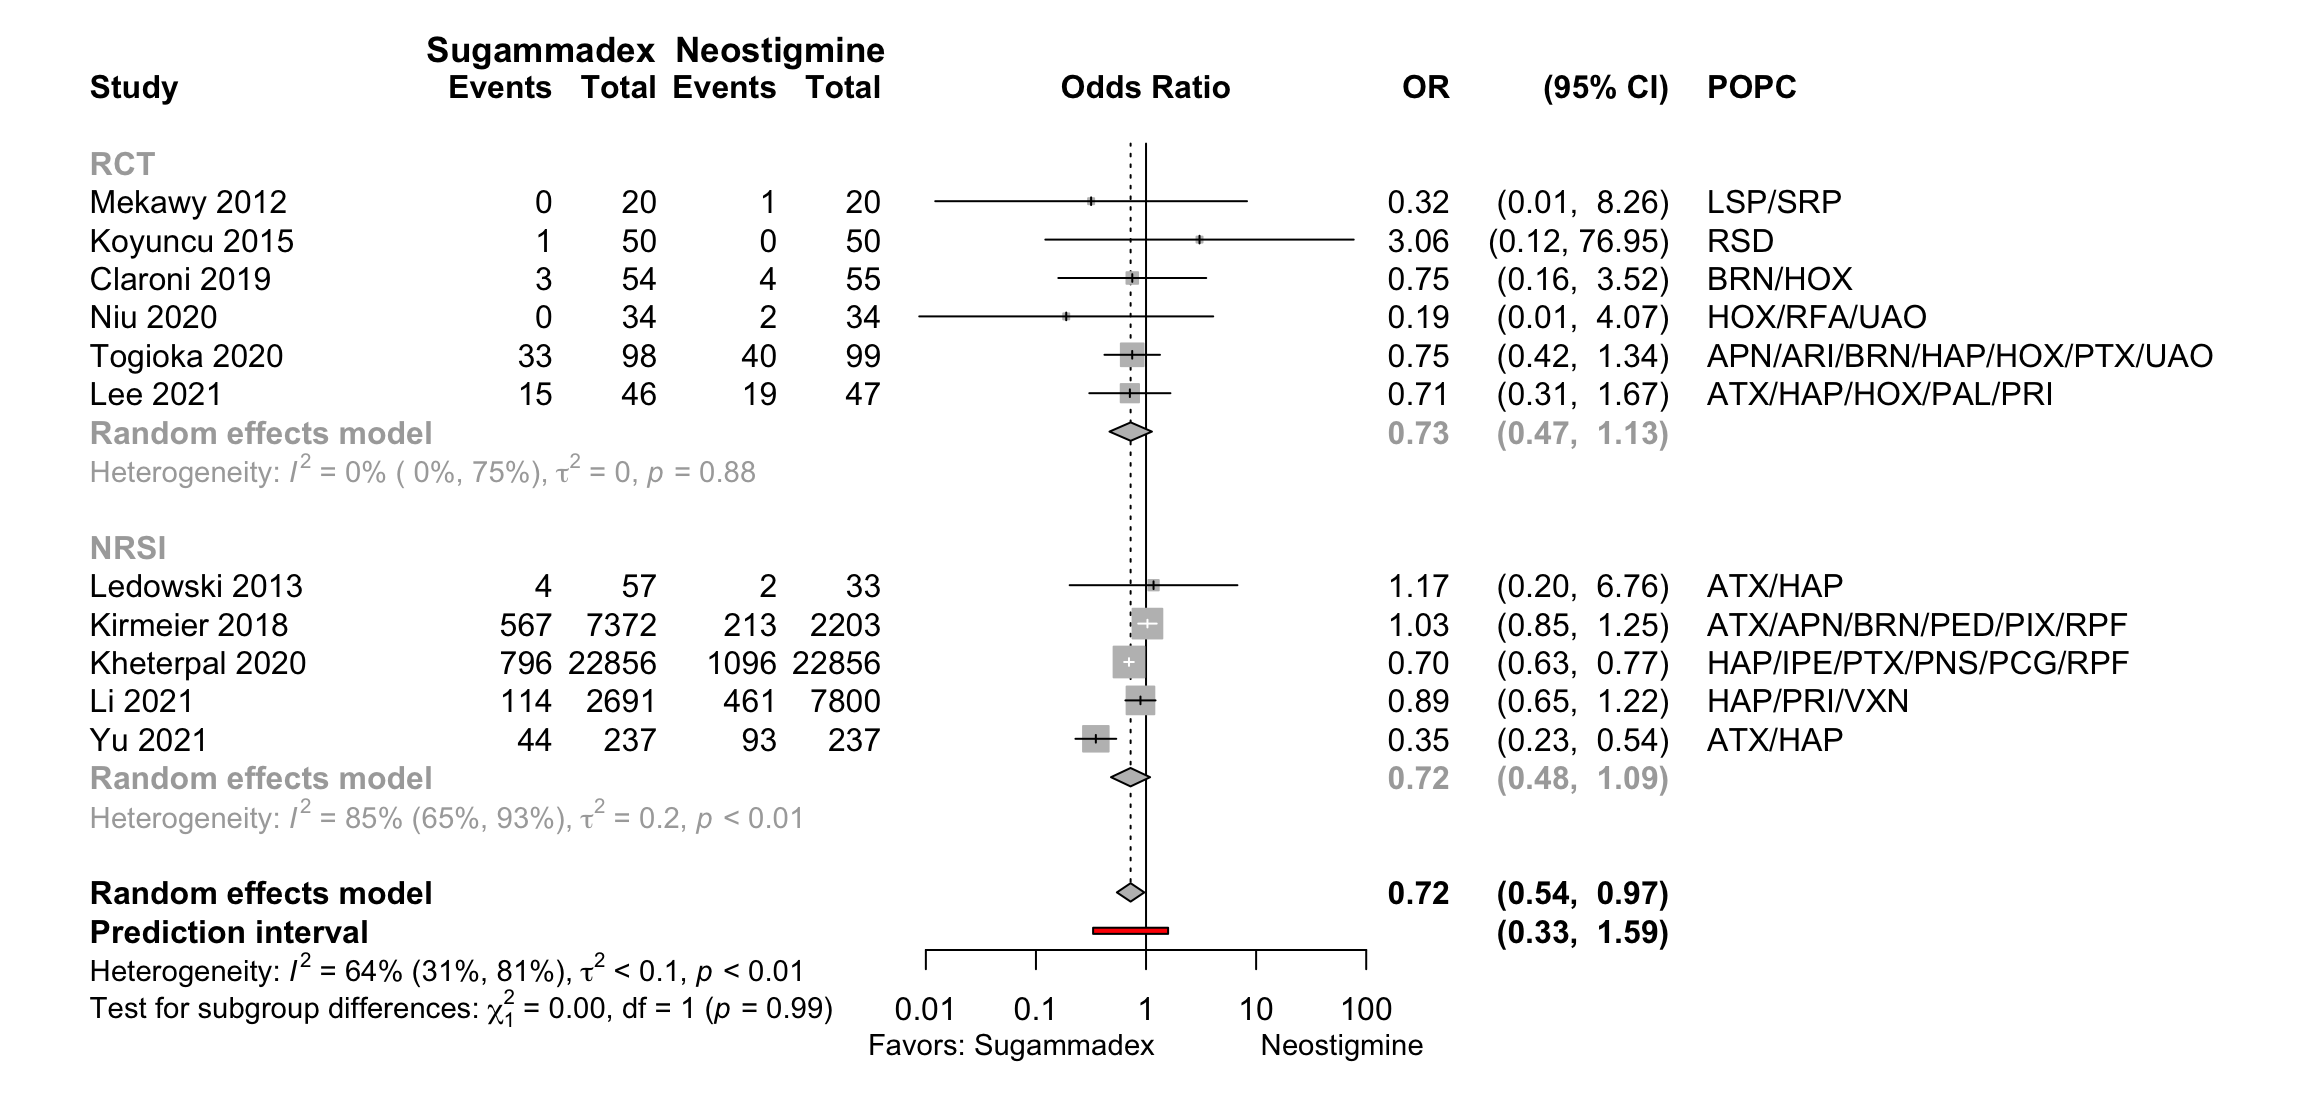 Sugammadex Neostigmine
Study Events Total Events Total Odds Ratio OR (95% CI) POPC
RCT
Mekawy 2012 0 20 1 20 0.32 (0.01, 8.26) LSP/SRP
Koyuncu 2015 1 50 0 50 3.06 (0.12, 76.95) RSD
Claroni 2019 3 54 4 55 0.75 (0.16, 3.52) BRN/HOX
Niu 2020 0 34 2 34 0.19 (0.01, 4.07) HOX/RFA/UAO
Togioka 2020 33 98 40 99 0.75 (0.42, 1.34) APN/ARI/BRN/HAP/HOX/PTX/UAO
Lee 2021 15 46 19 47 0.71 (0.31, 1.67) ATX/HAP/HOX/PAL/PRI
Random effects model 0.73 (0.47, 1.13)
Heterogeneity: I² = 0% ( 0%, 75%), τ² = 0, p = 0.88
NRSI
Ledowski 2013 4 57 2 33 1.17 (0.20, 6.76) ATX/HAP
Kirmeier 2018 567 7372 213 2203 1.03 (0.85, 1.25) ATX/APN/BRN/PED/PIX/RPF
Kheterpal 2020 796 22856 1096 22856 0.70 (0.63, 0.77) HAP/IPE/PTX/PNS/PCG/RPF
Li 2021 114 2691 461 7800 0.89 (0.65, 1.22) HAP/PRI/VXN
Yu 2021 44 237 93 237 0.35 (0.23, 0.54) ATX/HAP
Random effects model 0.72 (0.48, 1.09)
Heterogeneity: I² = 85% (65%, 93%), τ² = 0.2, p < 0.01
Random effects model 0.72 (0.54, 0.97)
Prediction interval (0.33, 1.59)
Heterogeneity: I² = 64% (31%, 81%), τ² < 0.1, p < 0.01
Test for subgroup differences: χ²₁ = 0.00, df = 1 (p = 0.99)
0.01 0.1 1 10 100
Favors: Sugammadex Neostigmine